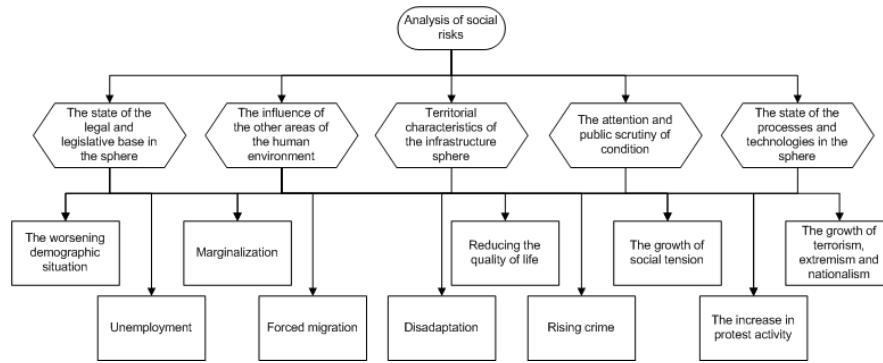 Analysis of social
risks
The state of the
legal and
legislative base in
the sphere
The influence of
the other areas of
the human
environment
Territorial
characteristics of
the infrastructure
sphere
The attention and
public scrutiny of
condition
The state of the
processes and
technologies in the
sphere
The worsening
demographic
situation
Marginalization
Reducing the
quality of life
The growth of
social tension
The growth of
terrorism,
extremism and
nationalism
Unemployment
Forced migration
Disadaptation
Rising crime
The increase in
protest activity